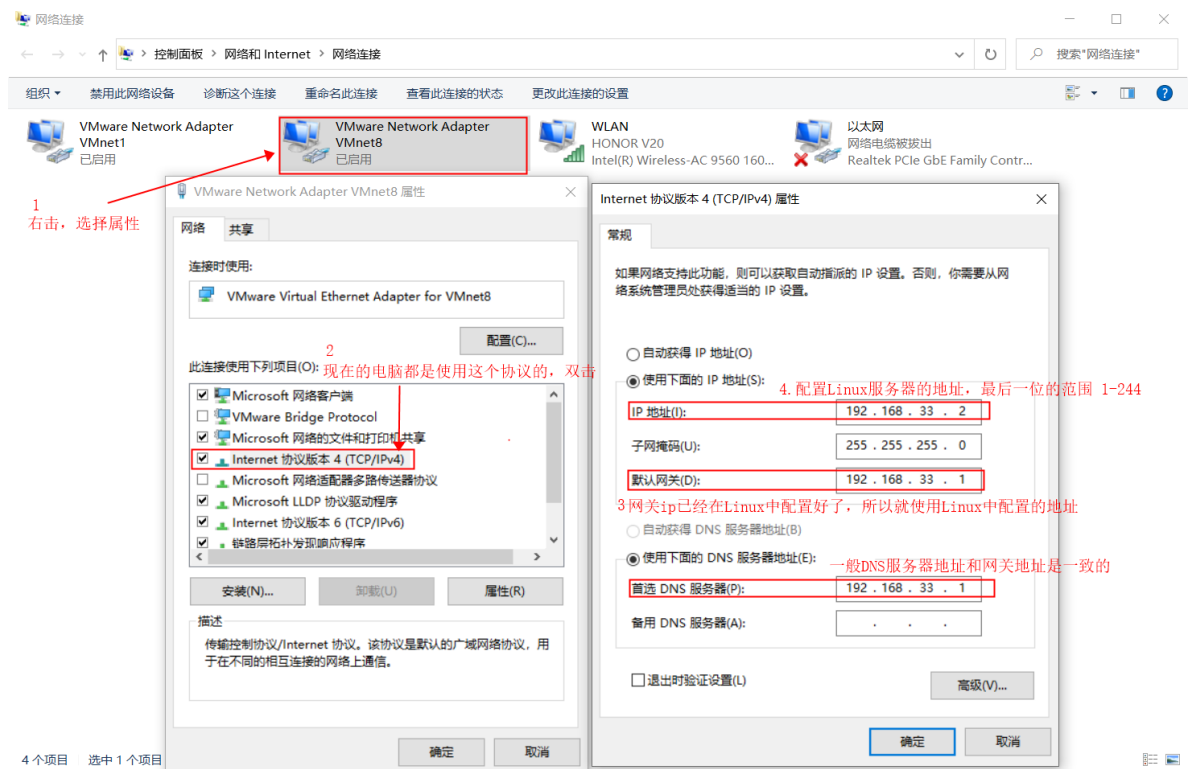 网络连接
控制面板 > 网络和 Internet > 网络连接
搜索"网络连接"
组织 禁用此网络设备 诊断这个连接 重命名此连接 查看此连接的状态 更改此连接的设置
VMware Network Adapter
VMnet1
已启用
VMware Network Adapter
VMnet8
已启用
WLAN
HONOR V20
Intel(R) Wireless-AC 9560 160...
以太网
网络电缆被拔出
Realtek PCIe GbE Family Contr...
1
右击，选择属性
VMware Network Adapter VMnet8 属性
网络 共享
连接时使用:
VMware Virtual Ethernet Adapter for VMnet8
配置(C)...
2
此连接使用下列项目(O):
现在的电脑都是使用这个协议的，双击
Microsoft 网络客户端
VMware Bridge Protocol
Microsoft 网络的文件和打印机共享
Internet 协议版本 4 (TCP/IPv4)
Microsoft 网络适配器多路传送器协议
Microsoft LLDP 协议驱动程序
Internet 协议版本 6 (TCP/IPv6)
链路层拓扑发现响应程序
安装(N)... 卸载(U) 属性(R)
描述
传输控制协议/Internet 协议。该协议是默认的广域网络协议，用
于在不同的相互连接的网络上通信。
确定 取消
Internet 协议版本 4 (TCP/IPv4) 属性
常规
如果网络支持此功能，则可以获取自动指派的 IP 设置。否则，你需要从网
络系统管理员处获得适当的 IP 设置。
自动获得 IP 地址(O)
使用下面的 IP 地址(S):
4.配置Linux服务器的地址，最后一位的范围 1-244
IP 地址(I): 192 . 168 . 33 . 2
子网掩码(U): 255 . 255 . 255 . 0
默认网关(D): 192 . 168 . 33 . 1
3网关ip已经在Linux中配置好了，所以就使用Linux中配置的地址
自动获得 DNS 服务器地址(B)
使用下面的 DNS 服务器地址(E):
一般DNS服务器地址和网关地址是一致的
首选 DNS 服务器(P): 192 . 168 . 33 . 1
备用 DNS 服务器(A): . . .
退出时验证设置(L)
高级(V)...
确定 取消
4 个项目 选中 1 个项目